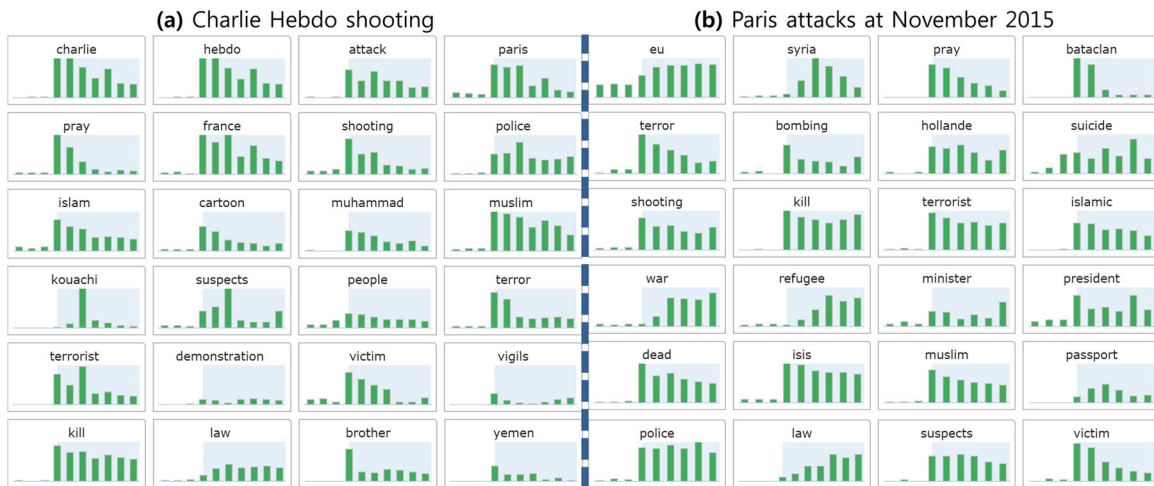 (a) Charlie Hebdo shooting
(b) Paris attacks at November 2015
charlie hebdo attack paris eu syria pray bataclan
pray france shooting police terror bombing hollande suicide
islam cartoon muhammad muslim shooting kill terrorist islamic
kouachi suspects people terror war refugee minister president
terrorist demonstration victim vigils dead isis muslim passport
kill law brother yemen police law suspects victim